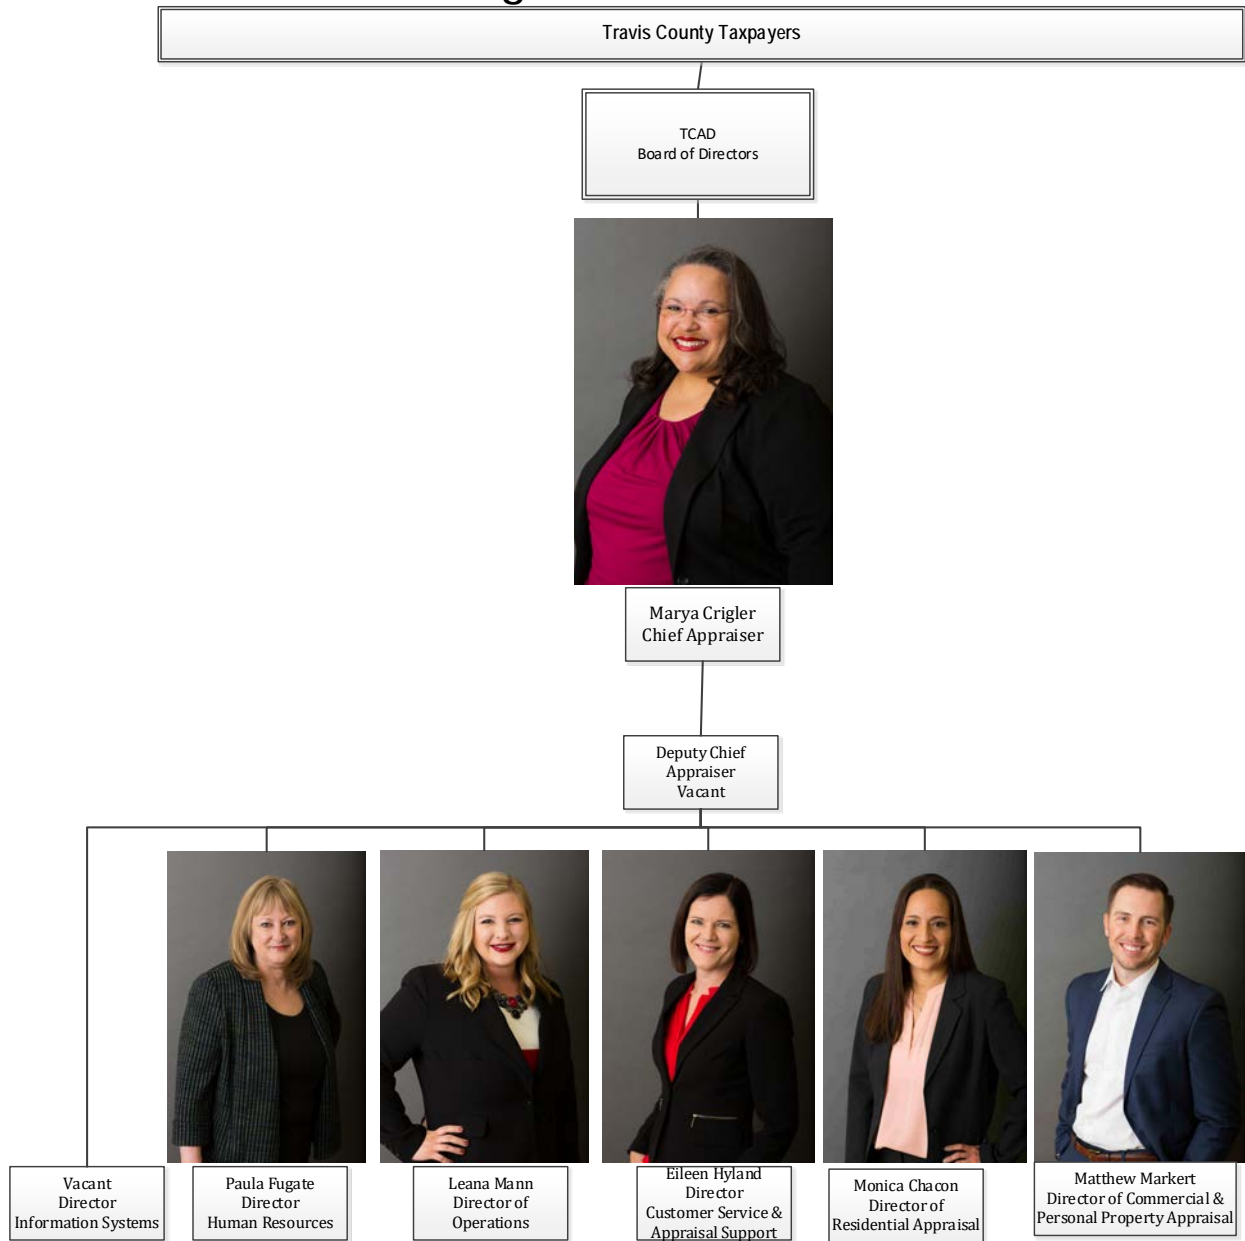 Travis County Taxpayers
TCAD
Board of Directors
Marya Crigler
Chief Appraiser
Deputy Chief
Appraiser
Vacant
Vacant
Director
Information Systems
Paula Fugate
Director
Human Resources
Leana Mann
Director of
Operations
Eileen Hyland
Director
Customer Service &
Appraisal Support
Monica Chacon
Director of
Residential Appraisal
Matthew Markert
Director of Commercial &
Personal Property Appraisal